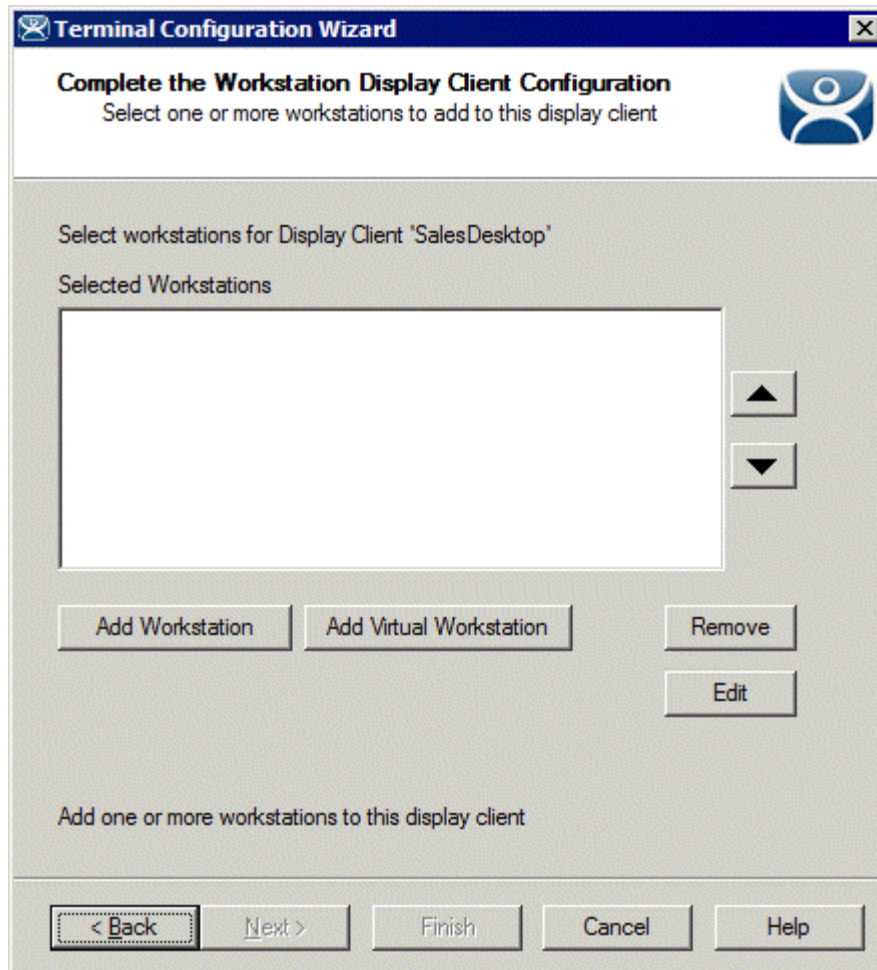 Terminal Configuration Wizard
Complete the Workstation Display Client Configuration
Select one or more workstations to add to this display client
Select workstations for Display Client 'SalesDesktop'
Selected Workstations
Add Workstation Add Virtual Workstation Remove
Edit
Add one or more workstations to this display client
< Back Next > Finish Cancel Help